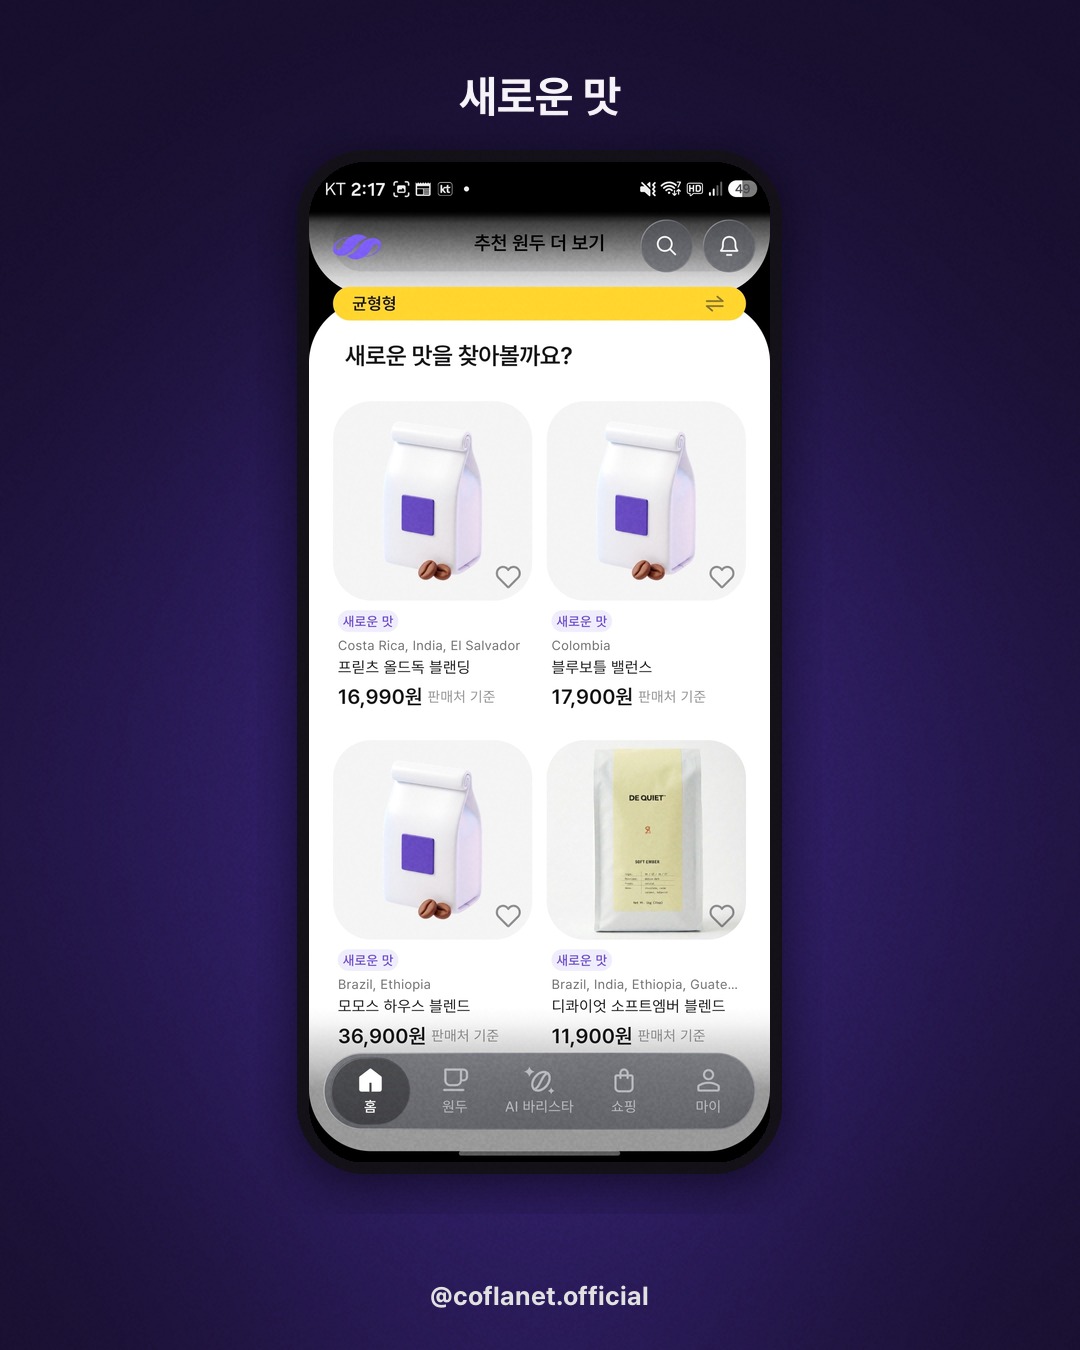 새로운 맛
KT 2:17 kt HD 49
추천 원두 더 보기
균형형
새로운 맛을 찾아볼까요?
새로운 맛
Costa Rica, India, El Salvador
프릳츠 올드독 블랜딩
16,990원 판매처 기준
새로운 맛
Colombia
블루보틀 밸런스
17,900원 판매처 기준
새로운 맛
Brazil, Ethiopia
모모스 하우스 블렌드
36,900원 판매처 기준
DE QUIET
SOFT EMBER
새로운 맛
Brazil, India, Ethiopia, Guate...
디콰이엇 소프트엠버 블렌드
11,900원 판매처 기준
홈
원두
AI 바리스타
쇼핑
마이
@coflanet.official